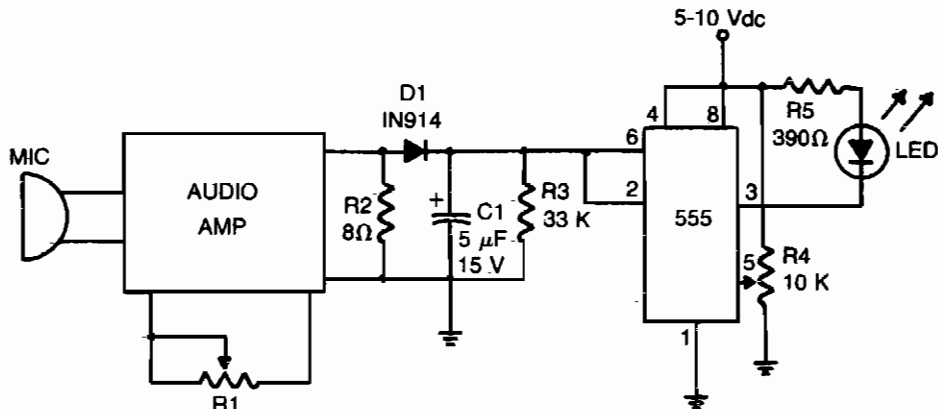 5-10 Vdc
D1
IN914
MIC
AUDIO
AMP
R2
8Ω
+
C1
5 µF
15 V
R3
33 K
6
2
4
8
555
3
5
1
R5
390Ω
LED
R4
10 K
R1